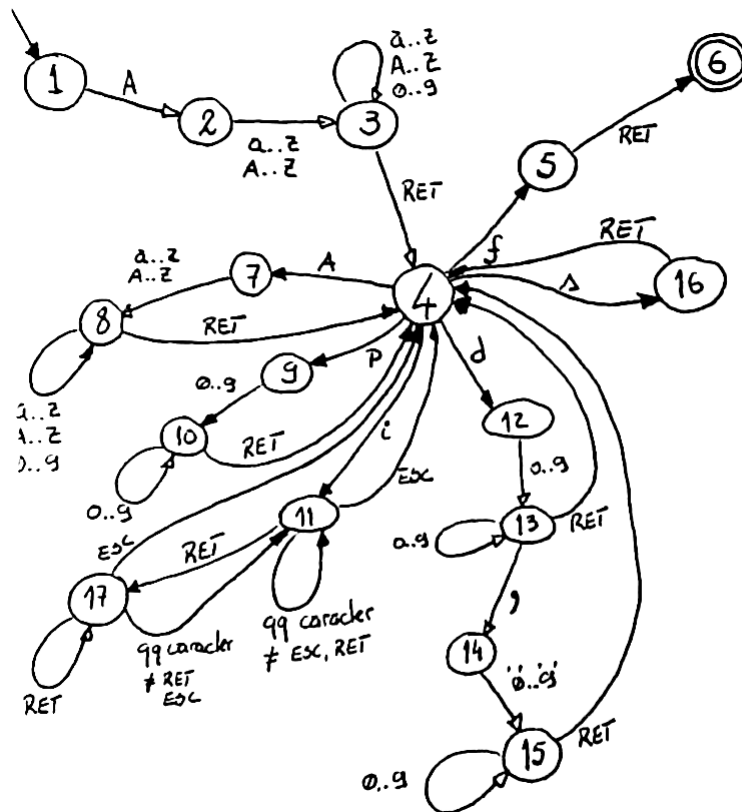 1
A
2
a..z
A..Z
3
a..z
A..Z
0..9
RET
4
f
5
RET
6
s
16
RET
A
7
a..z
A..Z
8
RET
a..z
A..Z
0..9
p
9
0..9
10
RET
0..9
i
11
ESC
RET
qq caracler
≠ ESC, RET
17
ESC
RET
qq caracler
≠ RET
ESC
d
12
0..9
13
RET
0.9
,
14
'0'..'9'
15
RET
0..9